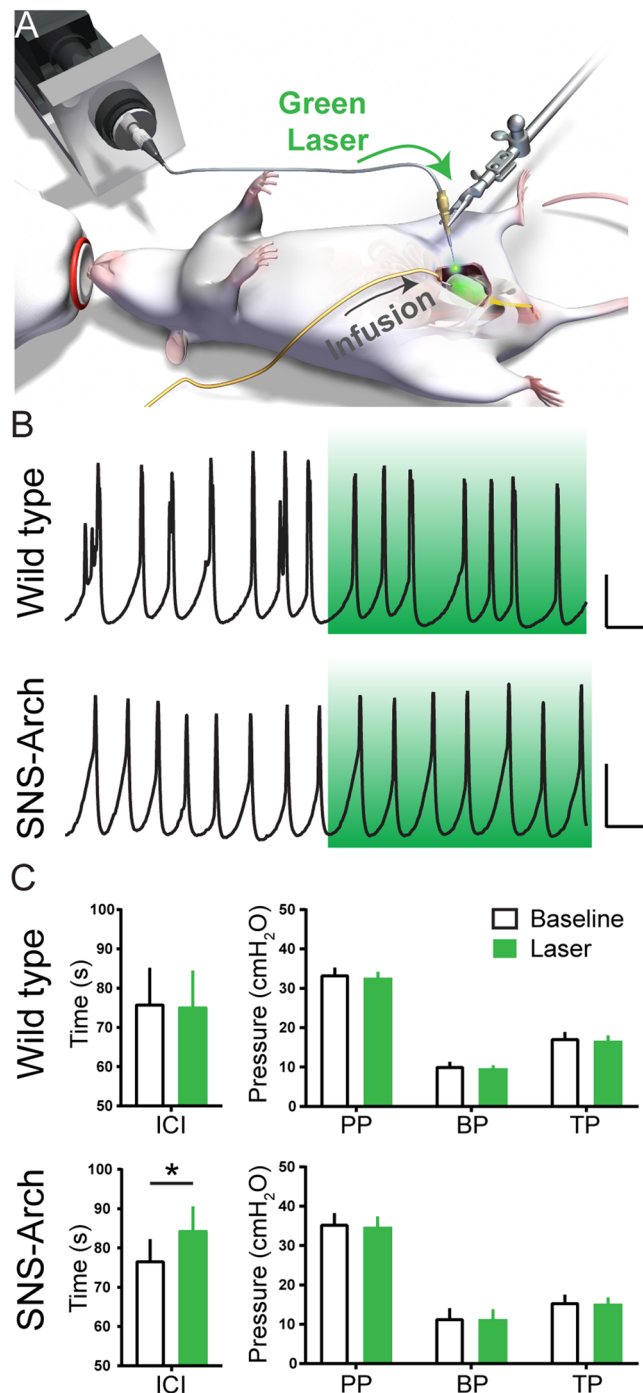 A
Green
Laser
Infusion
B
Wild type
SNS-Arch
C
Wild type
Time (s)
100
90
80
70
60
50
ICI
Pressure (cmH₂O)
50
40
30
20
10
0
PP BP TP
Baseline
Laser
SNS-Arch
Time (s)
100
90
80
70
60
50
*
ICI
Pressure (cmH₂O)
50
40
30
20
10
0
PP BP TP